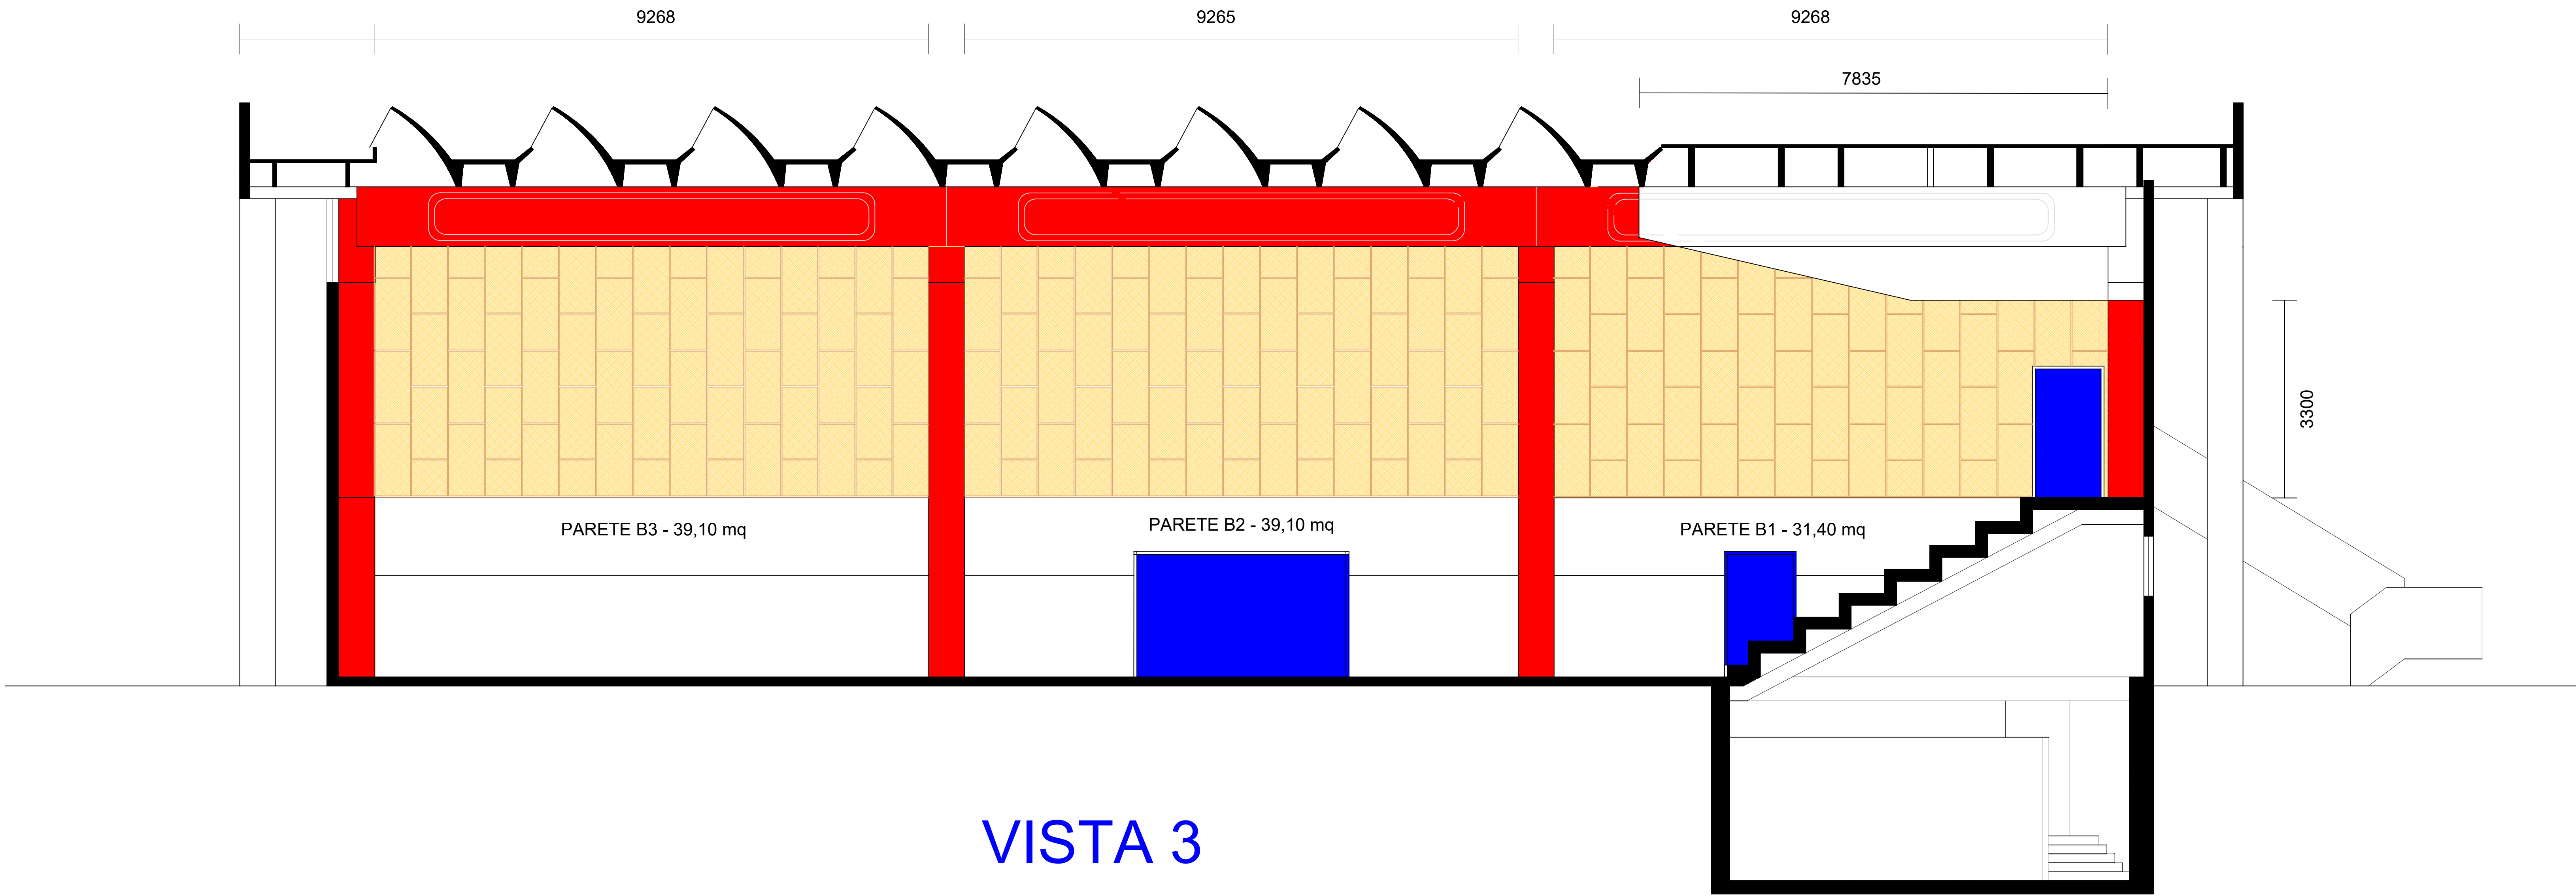 9268
9265
9268
7835
3300
PARETE B3 - 39,10 mq
PARETE B2 - 39,10 mq
PARETE B1 - 31,40 mq
VISTA 3